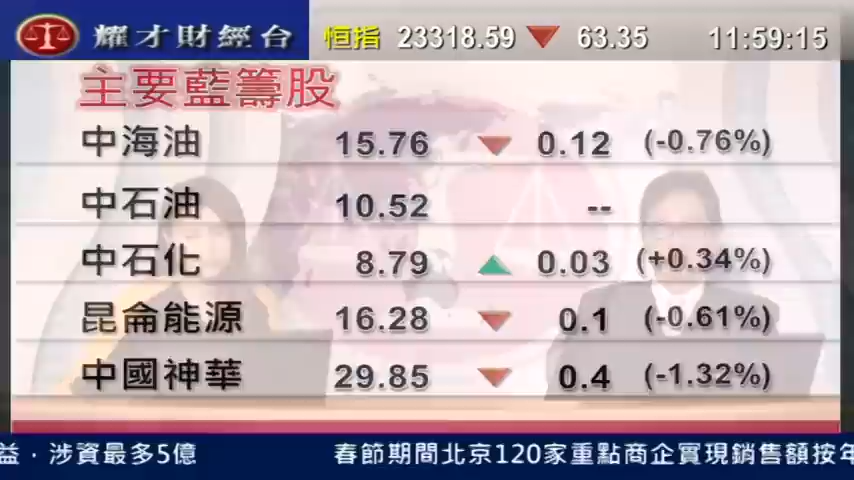 耀才財經台 恒指 23318.59 ▼ 63.35 11:59:15
主要藍籌股
中海油 15.76 ▼ 0.12 (-0.76%)
中石油 10.52 --
中石化 8.79 ▲ 0.03 (+0.34%)
昆侖能源 16.28 ▼ 0.1 (-0.61%)
中國神華 29.85 ▼ 0.4 (-1.32%)
益．涉資最多5億 春節期間北京120家重點商企實現銷售額按年